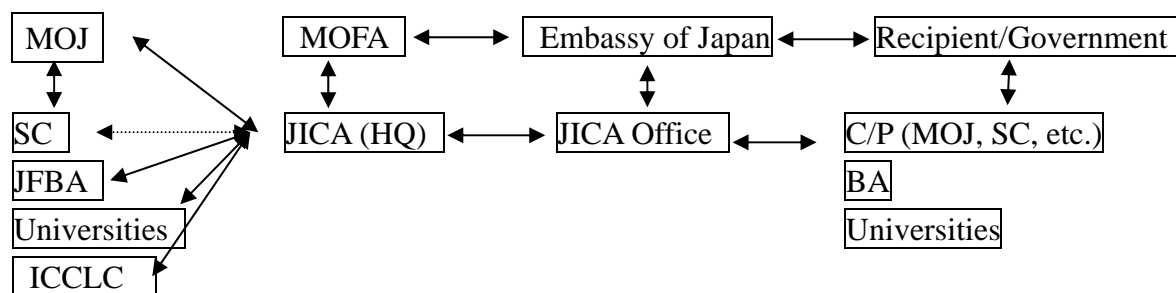 MOJ MOFA Embassy of Japan Recipient/Government
SC JICA (HQ) JICA Office C/P (MOJ, SC, etc.)
JFBA BA
Universities Universities
ICCLC